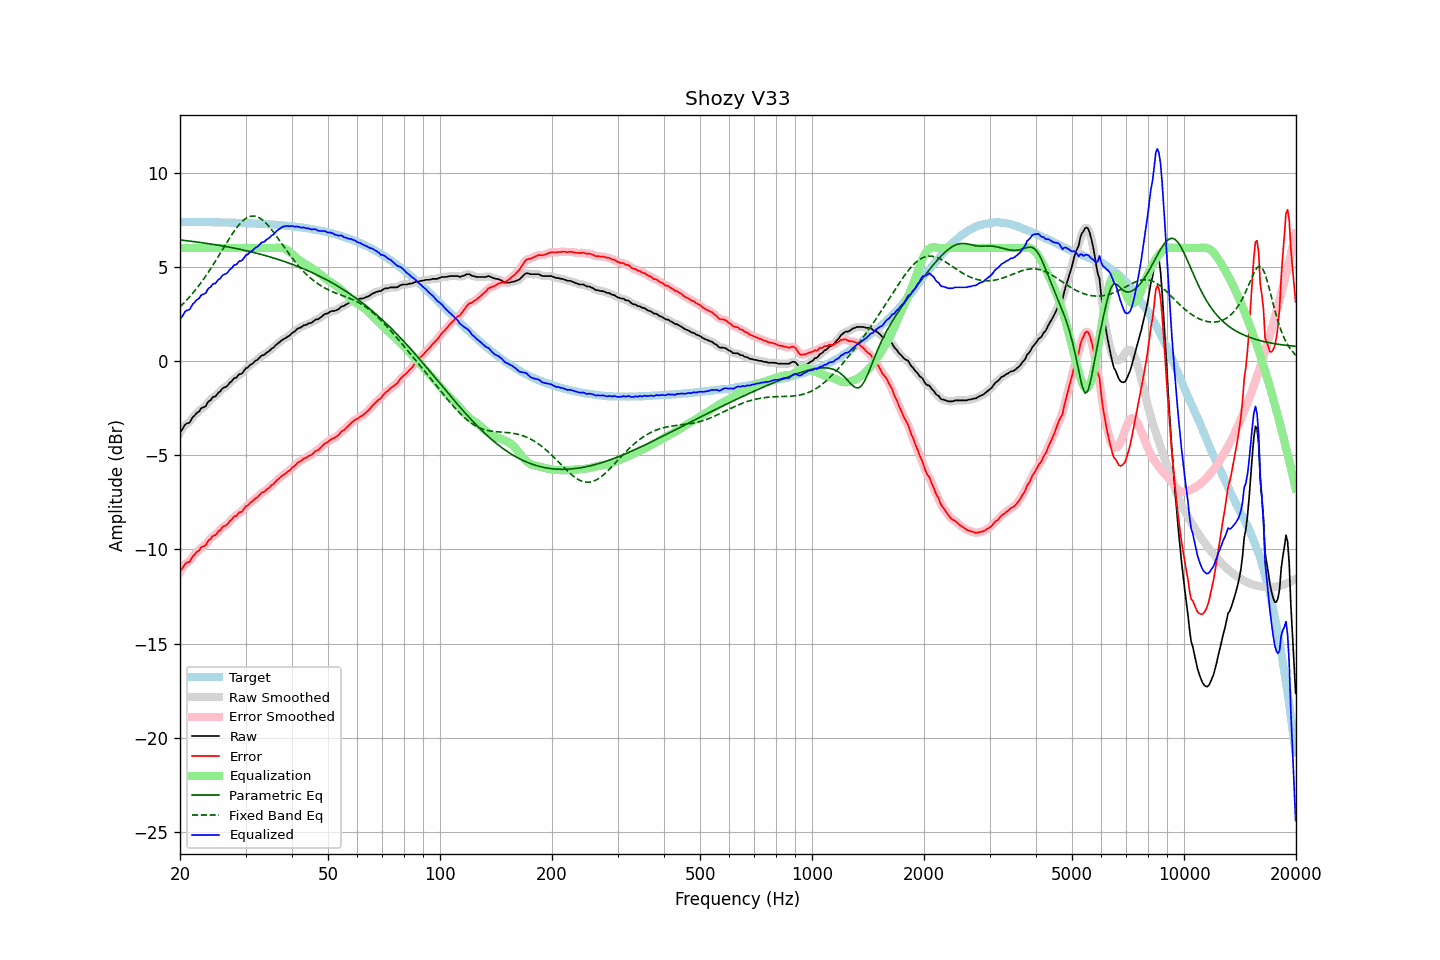 Shozy V33
Amplitude (dBr)
10
5
0
−5
−10
−15
−20
−25
Target
Raw Smoothed
Error Smoothed
Raw
Error
Equalization
Parametric Eq
Fixed Band Eq
Equalized
20 50 100 200 500 1000 2000 5000 10000 20000
Frequency (Hz)